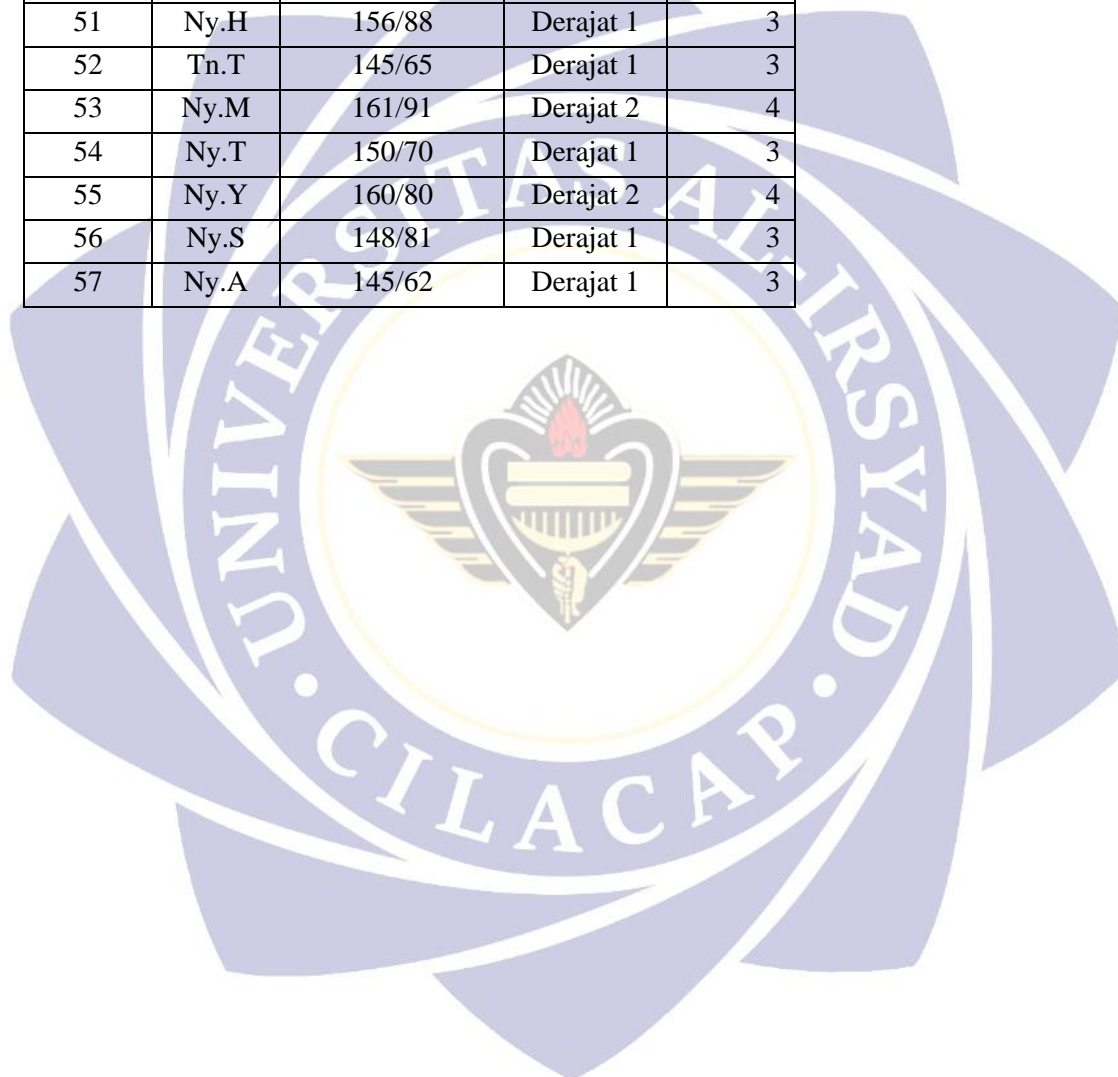 51 Ny.H 156/88 Derajat 1 3
52 Tn.T 145/65 Derajat 1 3
53 Ny.M 161/91 Derajat 2 4
54 Ny.T 150/70 Derajat 1 3
55 Ny.Y 160/80 Derajat 2 4
56 Ny.S 148/81 Derajat 1 3
57 Ny.A 145/62 Derajat 1 3
UNIVERSITAS AL-IRSYAD
• CILACAP •